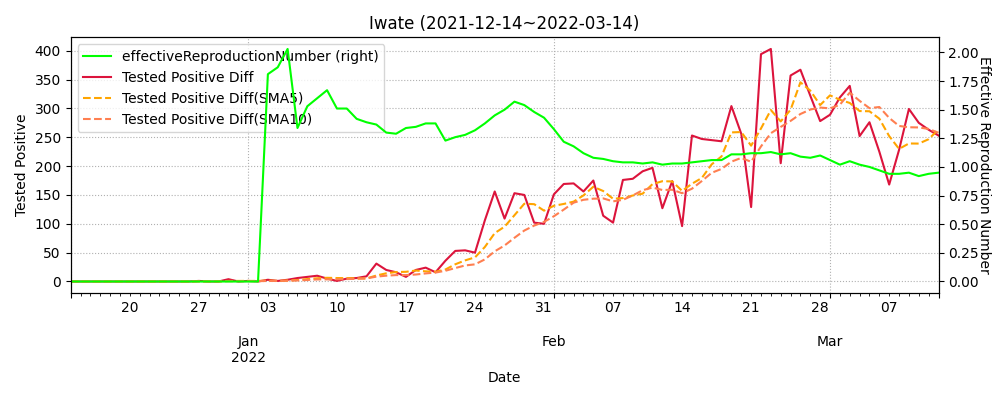 Iwate (2021-12-14~2022-03-14)
effectiveReproductionNumber (right)
Tested Positive Diff
Tested Positive Diff(SMA5)
Tested Positive Diff(SMA10)
Tested Positive
400
350
300
250
200
150
100
50
0
2.00
1.75
1.50
1.25
1.00
0.75
0.50
0.25
0.00
Effective Reproduction Number
20 27 03 10 17 24 31 07 14 21 28 07
Jan Feb Mar
2022
Date